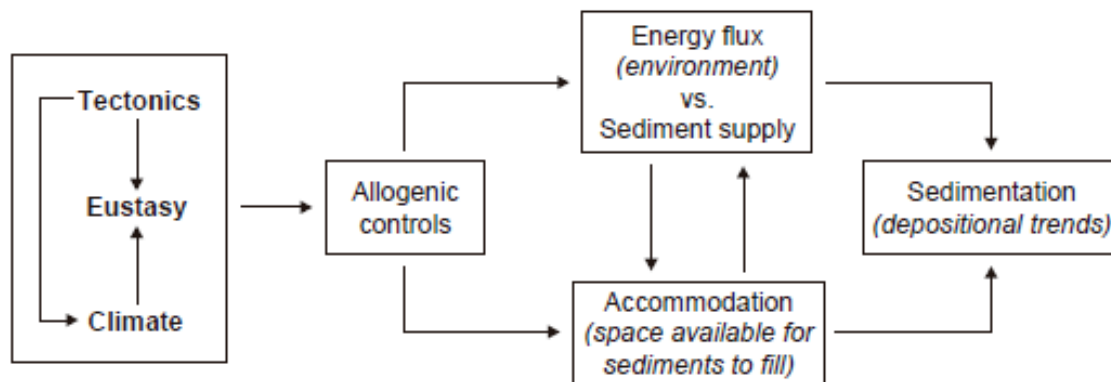 Tectonics
Eustasy
Climate
Allogenic
controls
Energy flux
(environment)
vs.
Sediment supply
Accommodation
(space available for
sediments to fill)
Sedimentation
(depositional trends)